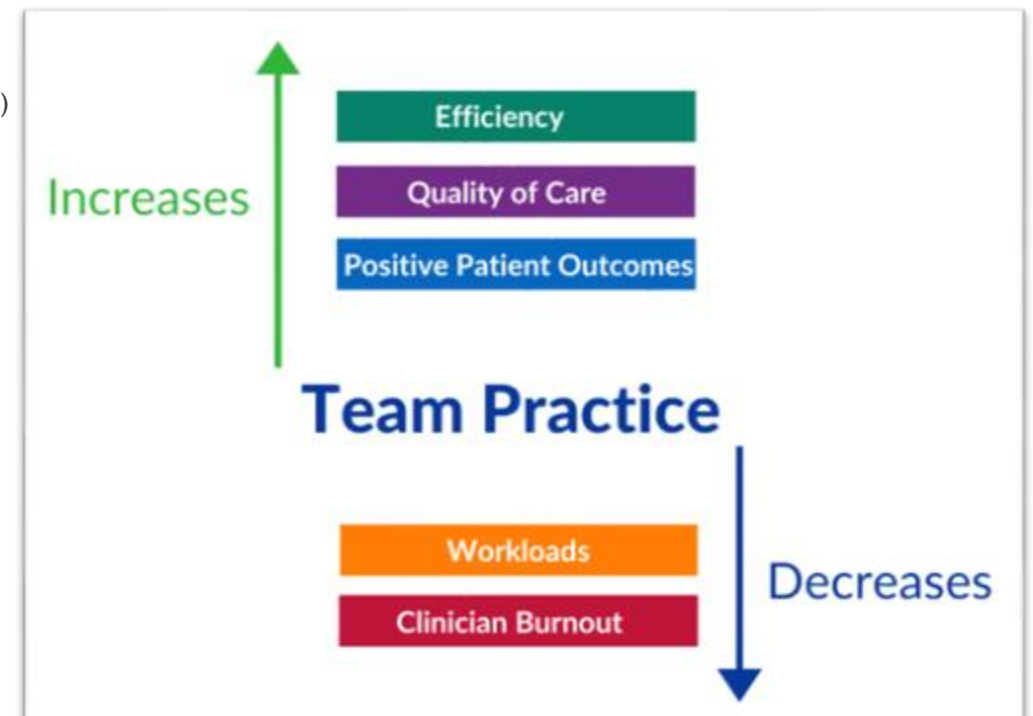 )
Efficiency
Increases
Quality of Care
Positive Patient Outcomes
Team Practice
Workloads
Decreases
Clinician Burnout